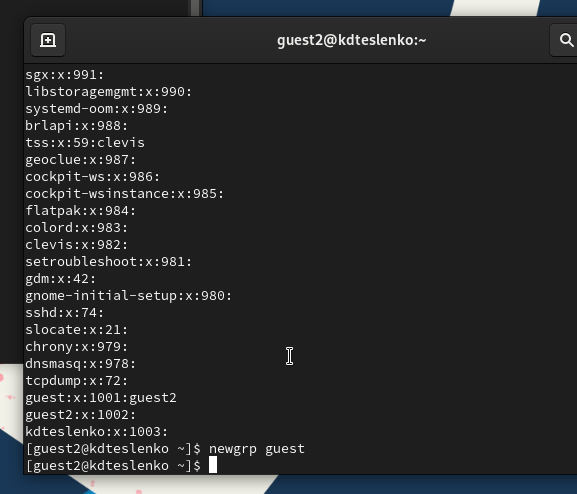 guest2@kdteslenko:~
sgx:x:991:
libstoragemgmt:x:990:
systemd-oom:x:989:
brlapi:x:988:
tss:x:59:clevis
geoclue:x:987:
cockpit-ws:x:986:
cockpit-wsinstance:x:985:
flatpak:x:984:
colord:x:983:
clevis:x:982:
setroubleshoot:x:981:
gdm:x:42:
gnome-initial-setup:x:980:
sshd:x:74:
slocate:x:21:
chrony:x:979:
dnsmasq:x:978:
tcpdump:x:72:
guest:x:1001:guest2
guest2:x:1002:
kdteslenko:x:1003:
[guest2@kdteslenko ~]$ newgrp guest
[guest2@kdteslenko ~]$